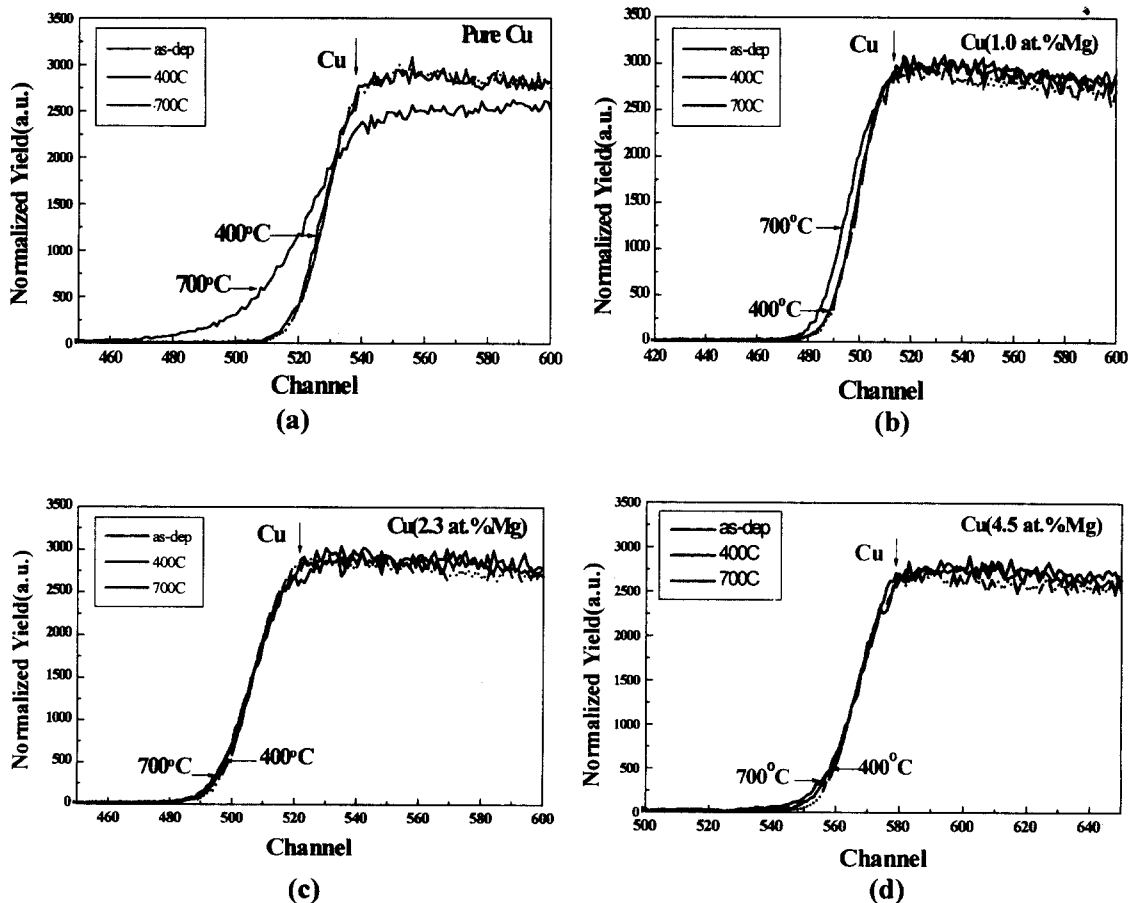 Normalized Yield(a.u.)
3500
3000
2500
2000
1500
1000
500
0
as-dep
400C
700C
Pure Cu
Cu
400°C
700°C
460 480 500 520 540 560 580 600
Channel
(a)
Normalized Yield(a.u.)
3500
3000
2500
2000
1500
1000
500
0
as-dep
400C
700C
Cu(1.0 at.%Mg)
Cu
700°C
400°C
420 440 460 480 500 520 540 560 580 600
Channel
(b)
Normalized Yield(a.u.)
3500
3000
2500
2000
1500
1000
500
0
as-dep
400C
700C
Cu(2.3 at.%Mg)
Cu
700°C
400°C
460 480 500 520 540 560 580 600
Channel
(c)
Normalized Yield(a.u.)
3500
3000
2500
2000
1500
1000
500
0
as-dep
400C
700C
Cu(4.5 at.%Mg)
Cu
700°C
400°C
500 520 540 560 580 600 620 640
Channel
(d)